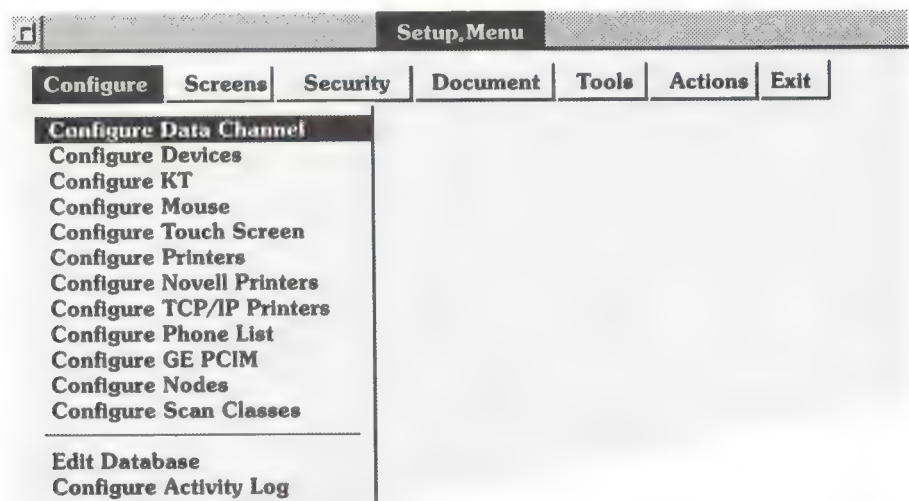 Setup.Menu
Configure Screens Security Document Tools Actions Exit
Configure Data Channel
Configure Devices
Configure KT
Configure Mouse
Configure Touch Screen
Configure Printers
Configure Novell Printers
Configure TCP/IP Printers
Configure Phone List
Configure GE PCIM
Configure Nodes
Configure Scan Classes
Edit Database
Configure Activity Log